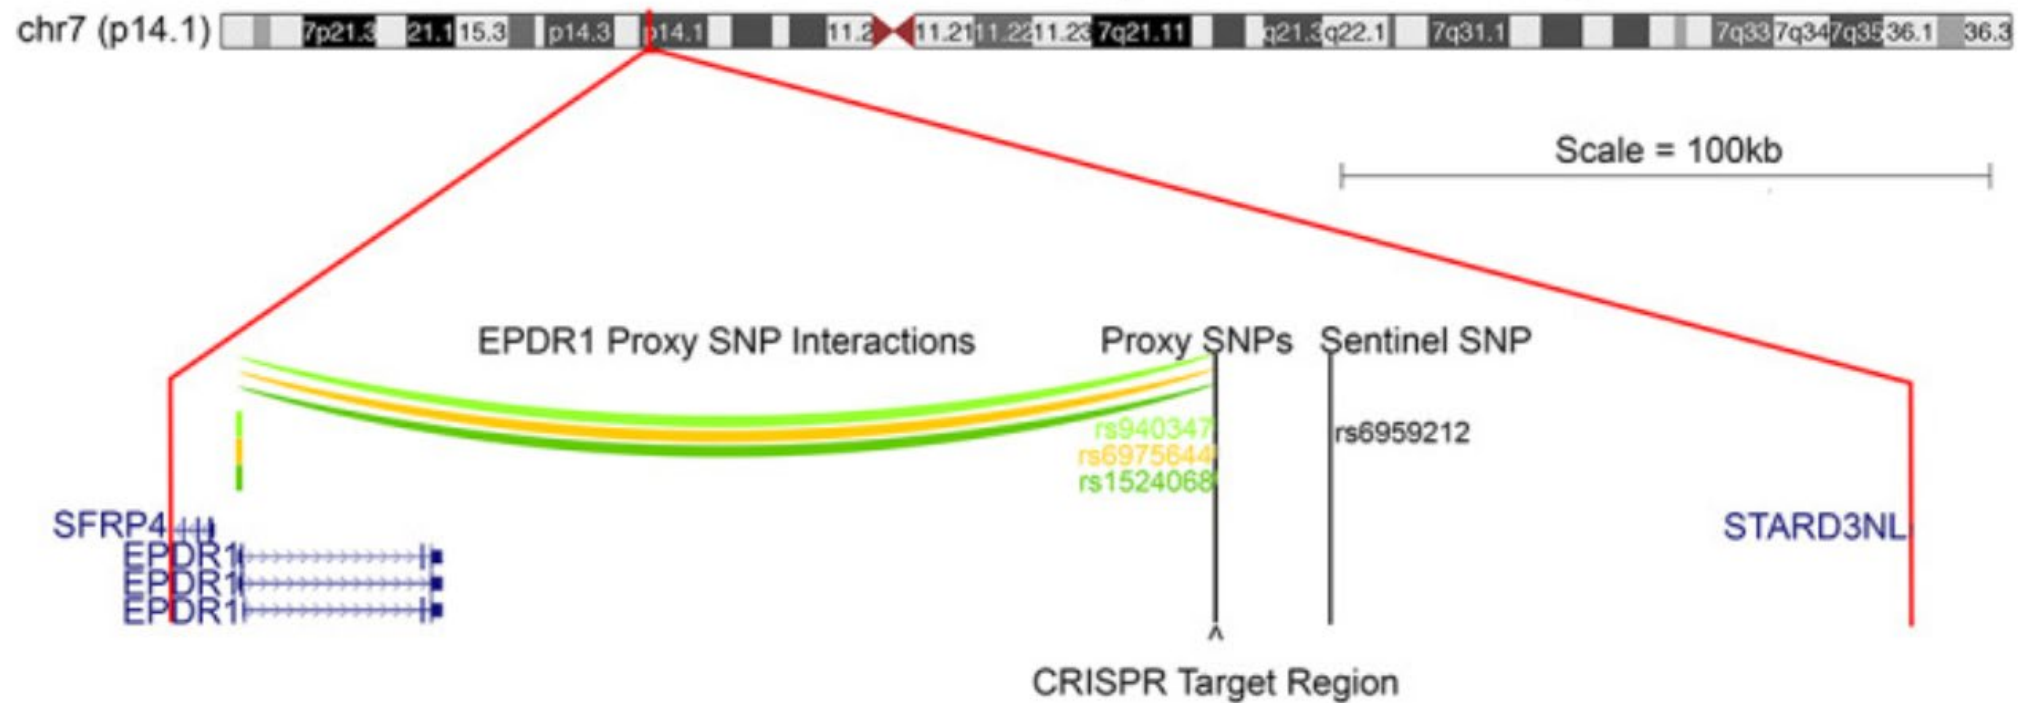 chr7 (p14.1) 7p21.3 21.1 15.3 p14.3 p14.1 11.2 11.21 11.22 11.23 7q21.11 q21.3 q22.1 7q31.1 7q33 7q34 7q35 36.1 36.3
Scale = 100kb
EPDR1 Proxy SNP Interactions Proxy SNPs Sentinel SNP
rs940347 rs6959212
rs6975644
rs1524068
SFRP4 STARD3NL
EPDR1
EPDR1
EPDR1
^
CRISPR Target Region